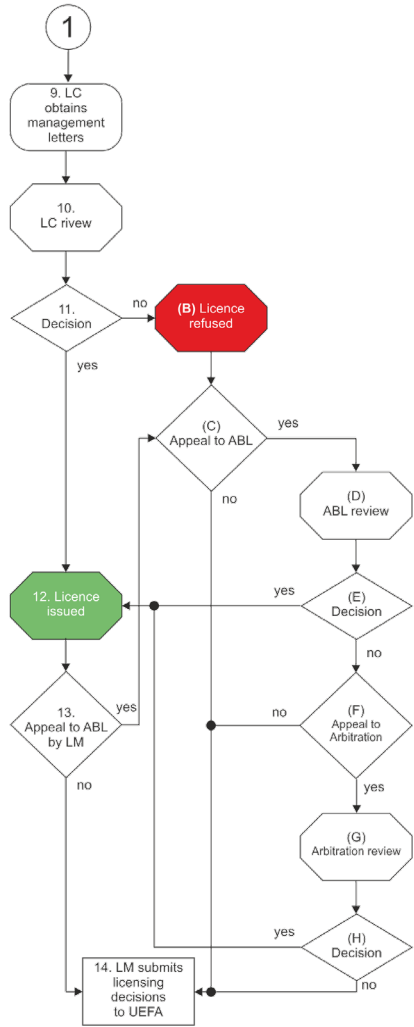 1
9. LC
obtains
management
letters
10.
LC rivew
11.
Decision
no
yes
(B) Licence
refused
(C)
Appeal to ABL
yes
no
(D)
ABL review
(E)
Decision
yes
no
12. Licence
issued
13.
Appeal to ABL
by LM
yes
no
(F)
Appeal to
Arbitration
no
yes
(G)
Arbitration review
(H)
Decision
yes
no
14. LM submits
licensing
decisions
to UEFA